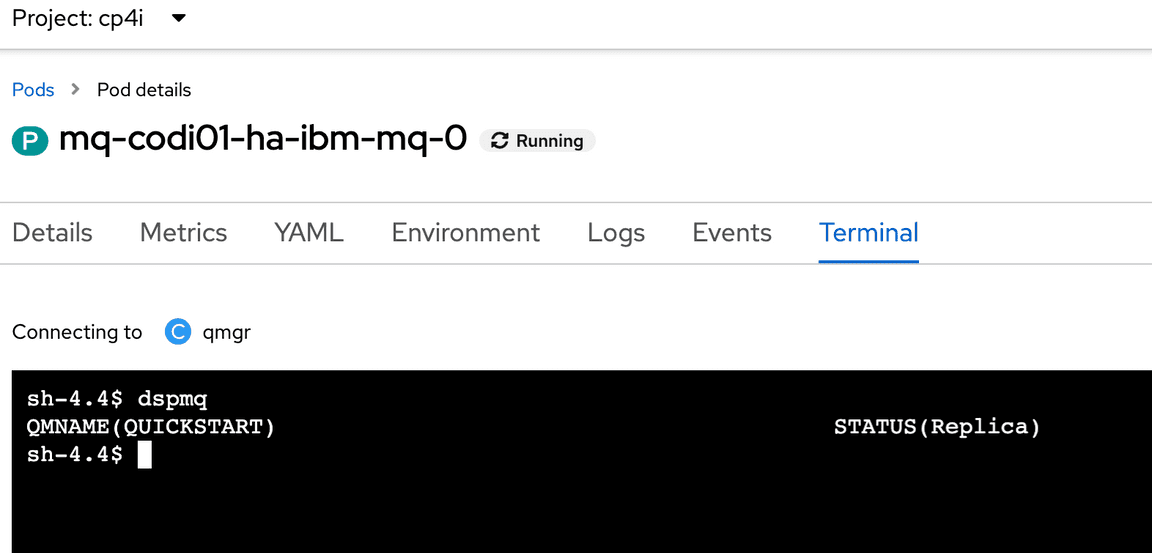 Project: cp4i
Pods > Pod details
P mq-codi01-ha-ibm-mq-0 Running
Details Metrics YAML Environment Logs Events Terminal
Connecting to C qmgr
sh-4.4$ dspmq
QMNAME(QUICKSTART) STATUS(Replica)
sh-4.4$